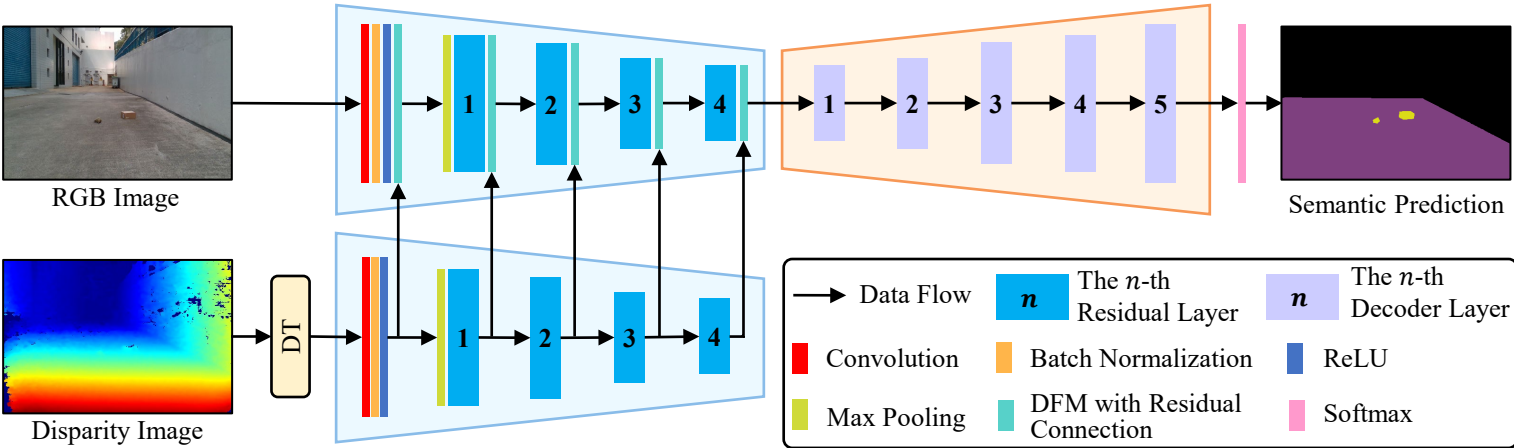 1
2
3
4
1
2
3
4
5
RGB Image
Semantic Prediction
DT
1
2
3
4
Disparity Image
Data Flow
n
The n-th
Residual Layer
n
The n-th
Decoder Layer
Convolution
Batch Normalization
ReLU
Max Pooling
DFM with Residual
Connection
Softmax